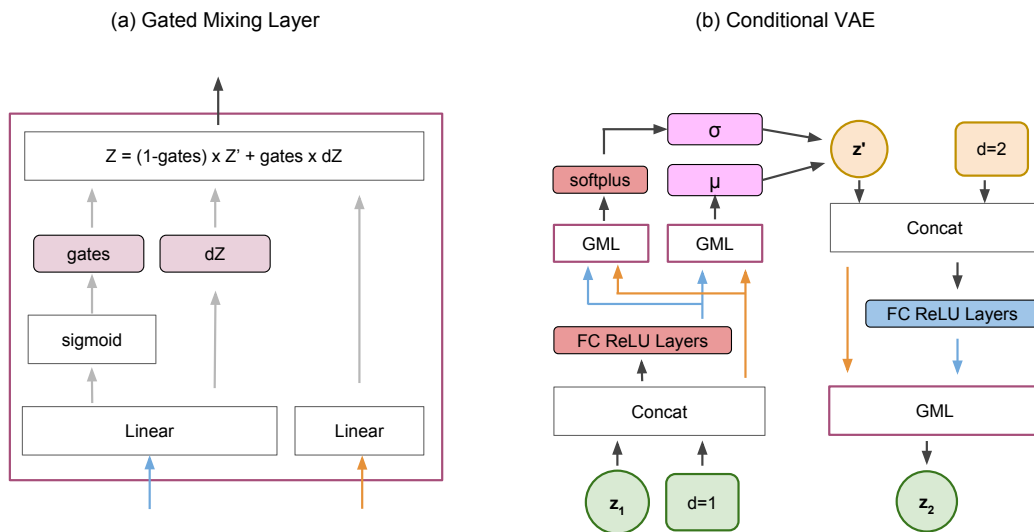 (a) Gated Mixing Layer
Z = (1-gates) x Z' + gates x dZ
gates
dZ
sigmoid
Linear
Linear
(b) Conditional VAE
σ
softplus
μ
GML
GML
FC ReLU Layers
Concat
z₁
d=1
z'
d=2
Concat
FC ReLU Layers
GML
z₂